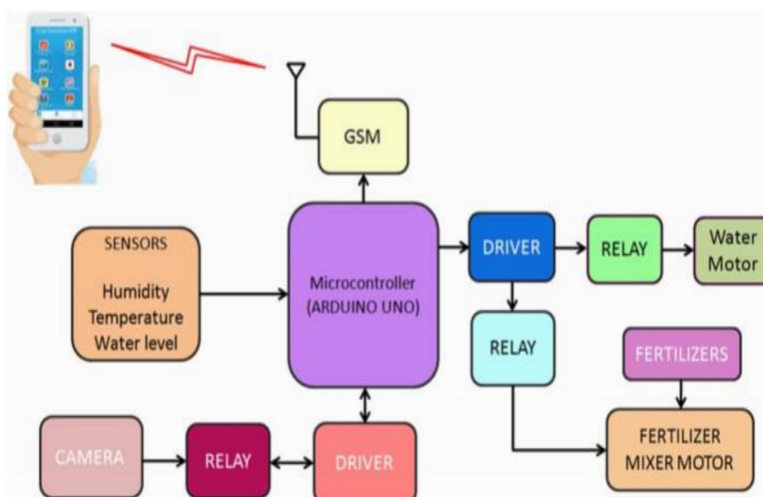 GSM
SENSORS
Humidity
Temperature
Water level
Microcontroller
(ARDUINO UNO)
DRIVER
RELAY
Water
Motor
RELAY
FERTILIZERS
CAMERA
RELAY
DRIVER
FERTILIZER
MIXER MOTOR